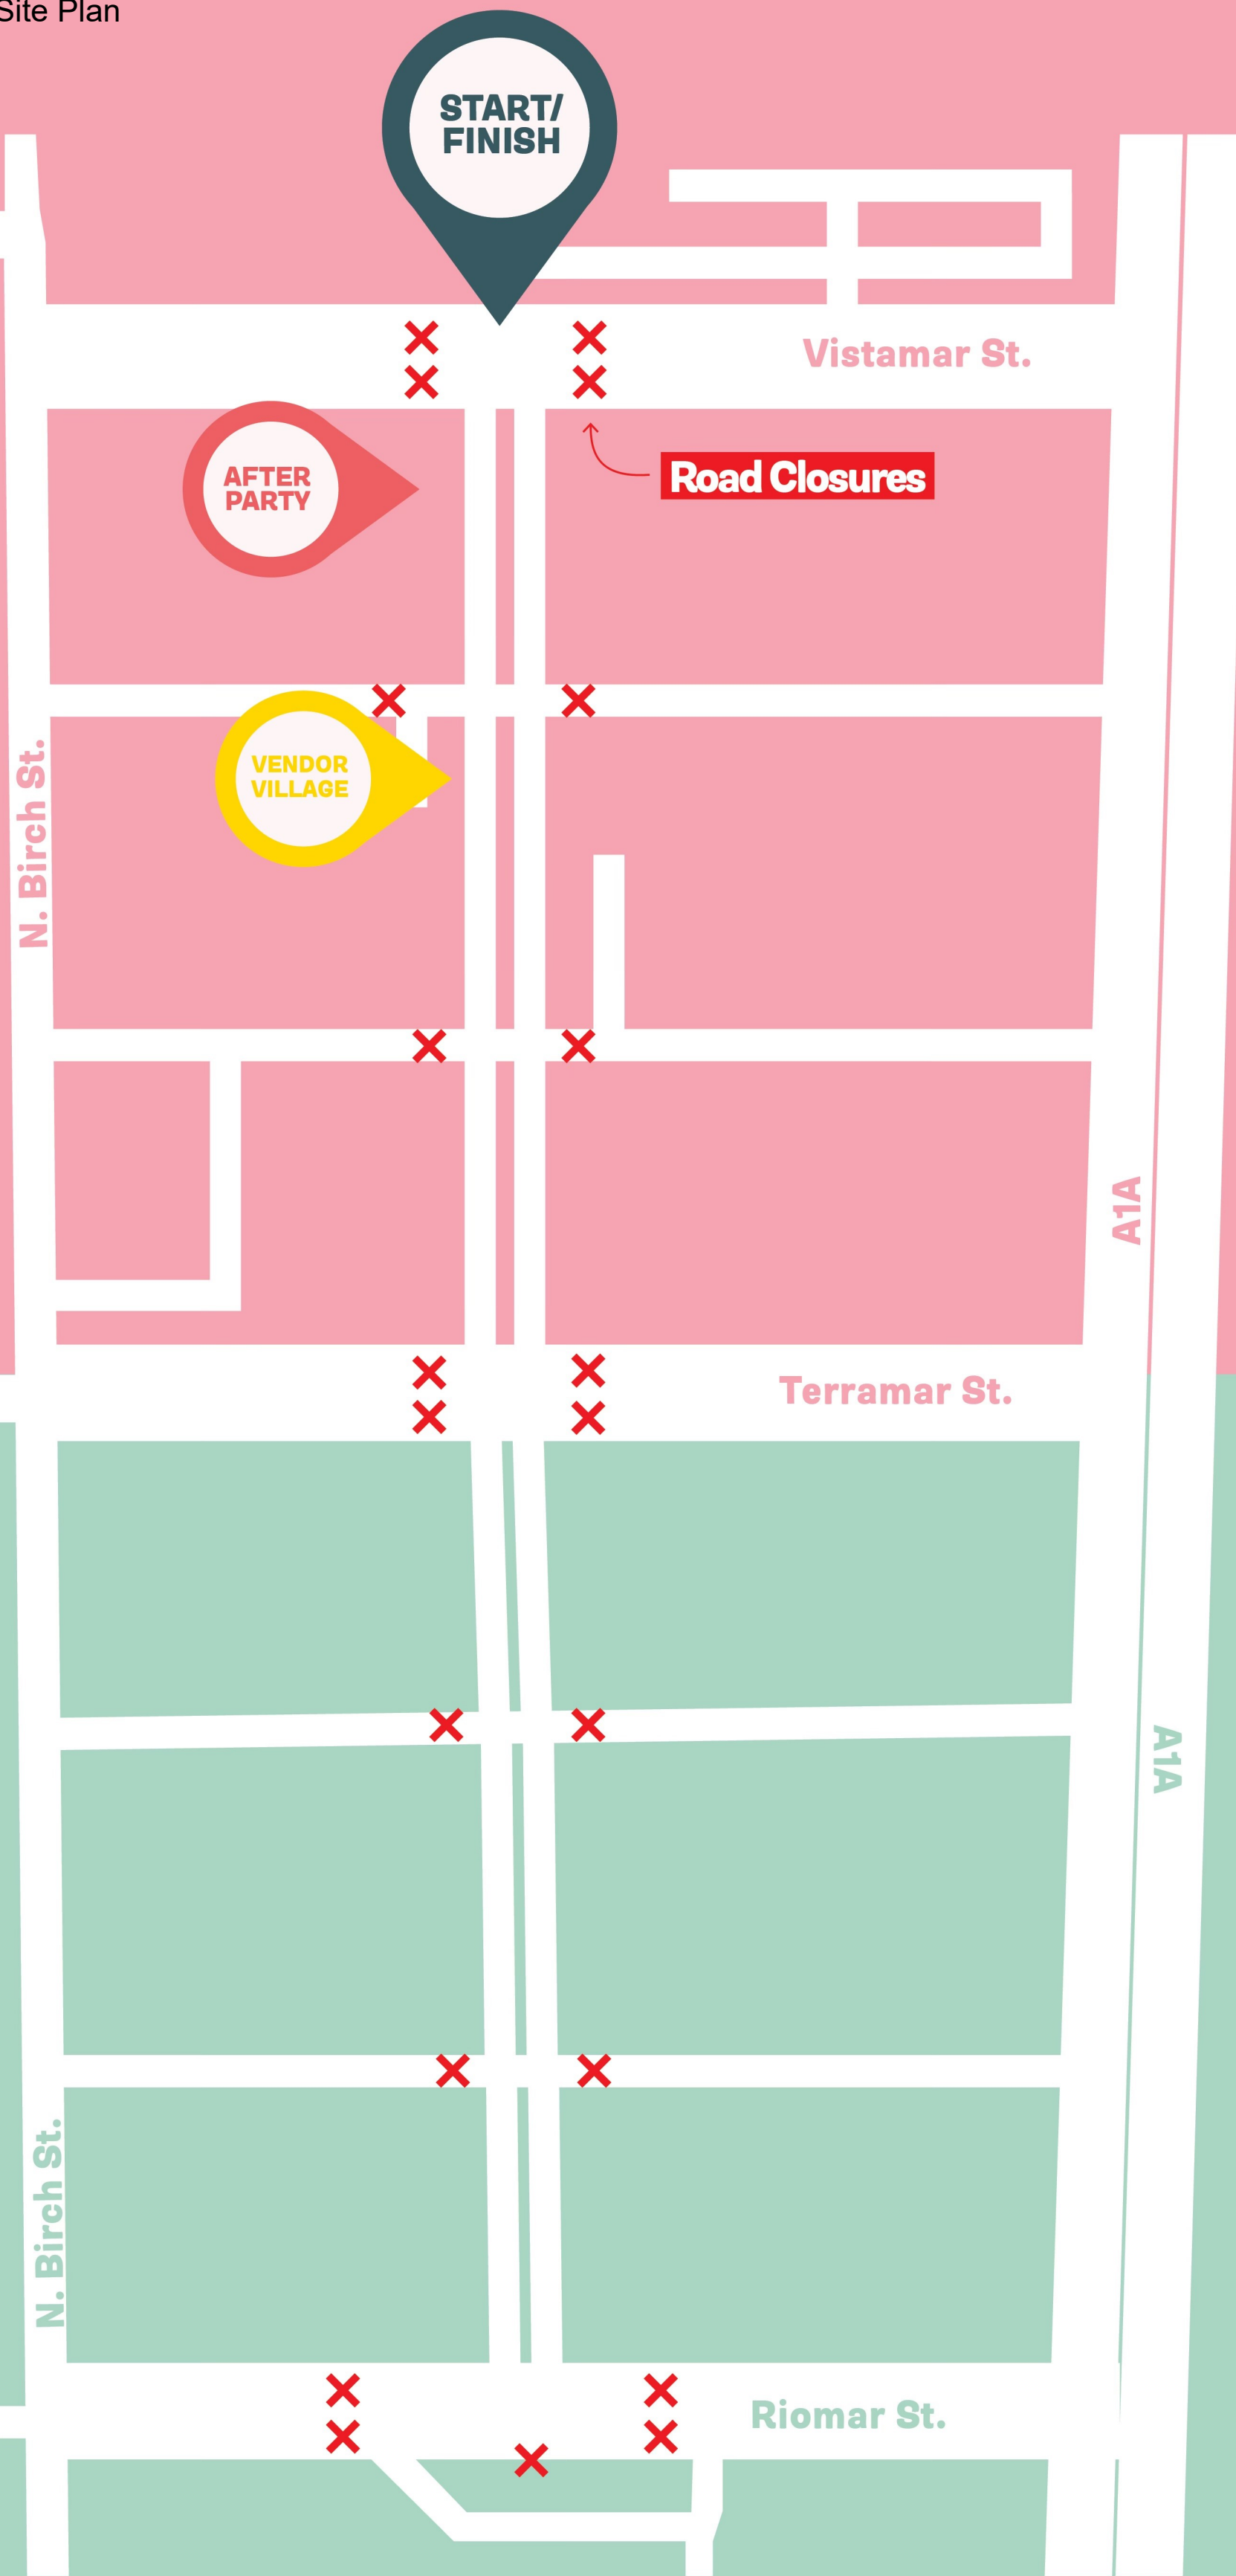 Site Plan
START/
FINISH
Vistamar St.
AFTER
PARTY
Road Closures
VENDOR
VILLAGE
N. Birch St.
A1A
Terramar St.
A1A
N. Birch St.
Riomar St.